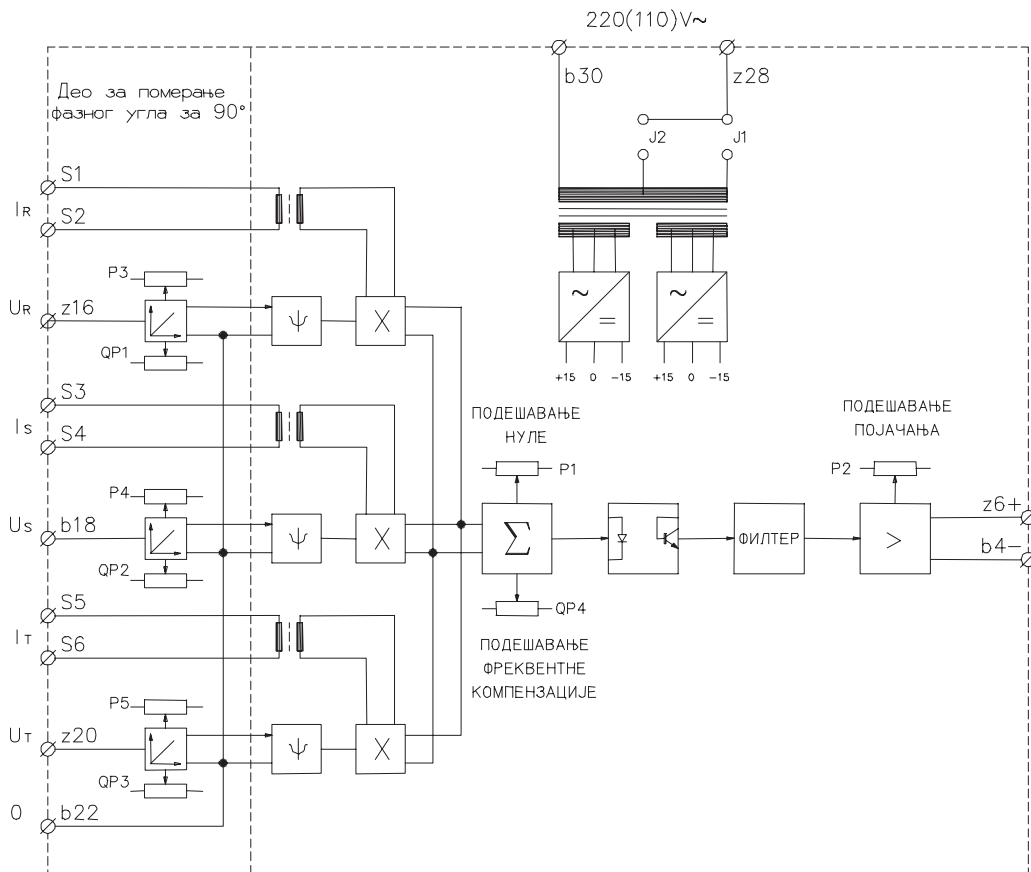 220(110)V~
b30
z28
J2
J1
Део за померање
фазног угла за 90°
S1
IR
S2
P3
UR
z16
QP1
ψ
X
~
=
~
=
+15
0
-15
+15
0
-15
S3
IS
S4
P4
US
b18
QP2
ψ
X
ПОДЕШАВАЊЕ
НУЛЕ
P1
Σ
QP4
ПОДЕШАВАЊЕ
ФРЕКВЕНТНЕ
КОМПЕНЗАЦИЈЕ
ФИЛТЕР
ПОДЕШАВАЊЕ
ПОЈАЧАЊА
P2
>
z6+
b4-
S5
IT
S6
P5
UT
z20
QP3
ψ
X
0
b22